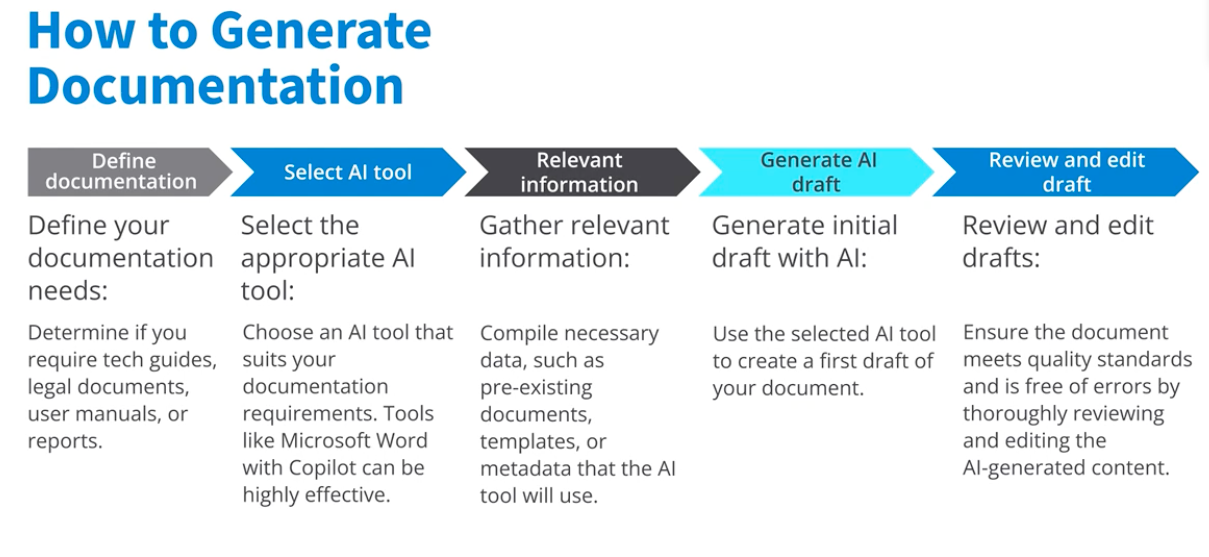 How to Generate
Documentation
Define
documentation
Select AI tool
Relevant
information
Generate AI
draft
Review and edit
draft
Define your
documentation
needs:
Determine if you
require tech guides,
legal documents,
user manuals, or
reports.
Select the
appropriate AI
tool:
Choose an AI tool that
suits your
documentation
requirements. Tools
like Microsoft Word
with Copilot can be
highly effective.
Gather relevant
information:
Compile necessary
data, such as
pre-existing
documents,
templates, or
metadata that the AI
tool will use.
Generate initial
draft with AI:
Use the selected AI tool
to create a first draft of
your document.
Review and edit
drafts:
Ensure the document
meets quality standards
and is free of errors by
thoroughly reviewing
and editing the
AI-generated content.